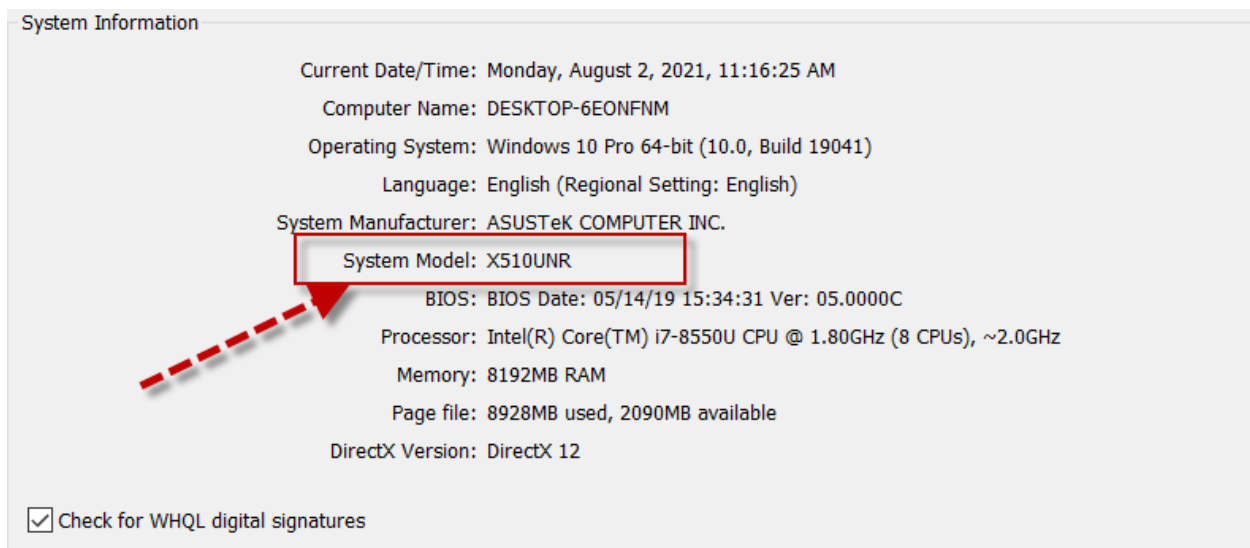 System Information
Current Date/Time: Monday, August 2, 2021, 11:16:25 AM
Computer Name: DESKTOP-6EONFNM
Operating System: Windows 10 Pro 64-bit (10.0, Build 19041)
Language: English (Regional Setting: English)
System Manufacturer: ASUSTeK COMPUTER INC.
System Model: X510UNR
BIOS: BIOS Date: 05/14/19 15:34:31 Ver: 05.0000C
Processor: Intel(R) Core(TM) i7-8550U CPU @ 1.80GHz (8 CPUs), ~2.0GHz
Memory: 8192MB RAM
Page file: 8928MB used, 2090MB available
DirectX Version: DirectX 12
Check for WHQL digital signatures